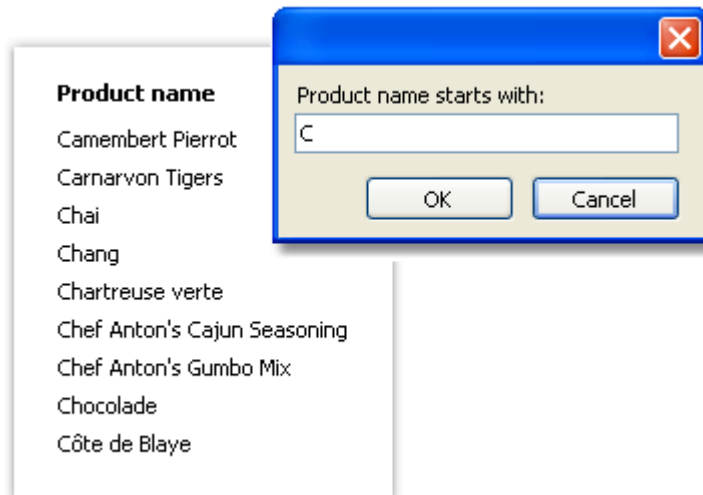 Product name
Camembert Pierrot
Carnarvon Tigers
Chai
Chang
Chartreuse verte
Chef Anton's Cajun Seasoning
Chef Anton's Gumbo Mix
Chocolade
Côte de Blaye
Product name starts with:
C
OK
Cancel